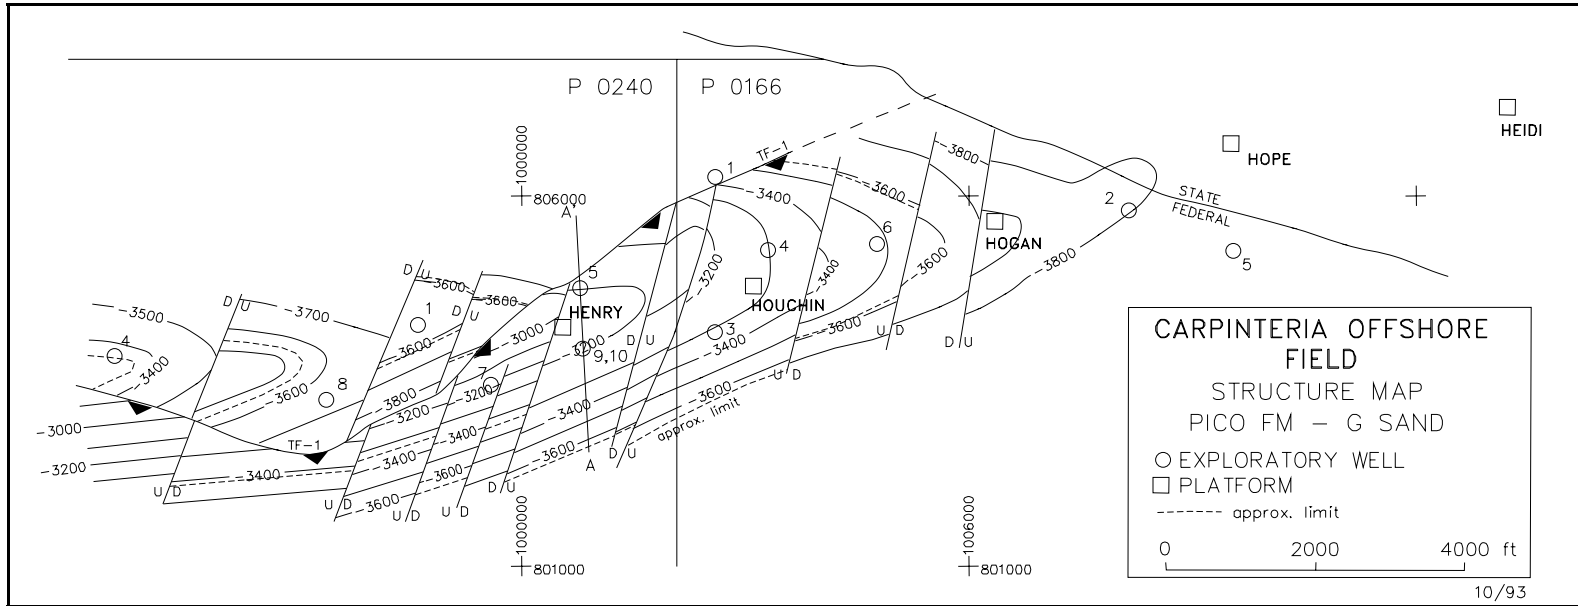 P 0240
P 0166
HEIDI
HOPE
TF-1
-3800
1
1000000
806000
A'
-3400
-3600
2
STATE
FEDERAL
6
HOGAN
4
5
-3600
-3200
-3400
-3800
5
D U
-3600
D U
-3600
HENRY
HOUCHIN
D U
-3700
1
-3500
4
-3000
-3200
9,10
D U
3
-3400
-3600
U D
D U
-3400
-3600
8
-3600
-3800
7
-3200
-3200
-3400
-3600
U D
approx. limit
-3000
-3200
TF-1
-3400
-3400
-3400
-3600
-3600
A
D U
U D
U D
-3600
D U
U D
D U
1000000
801000
1006000
801000
CARPINTERIA OFFSHORE
FIELD
STRUCTURE MAP
PICO FM – G SAND
EXPLORATORY WELL
PLATFORM
approx. limit
0 2000 4000 ft
10/93